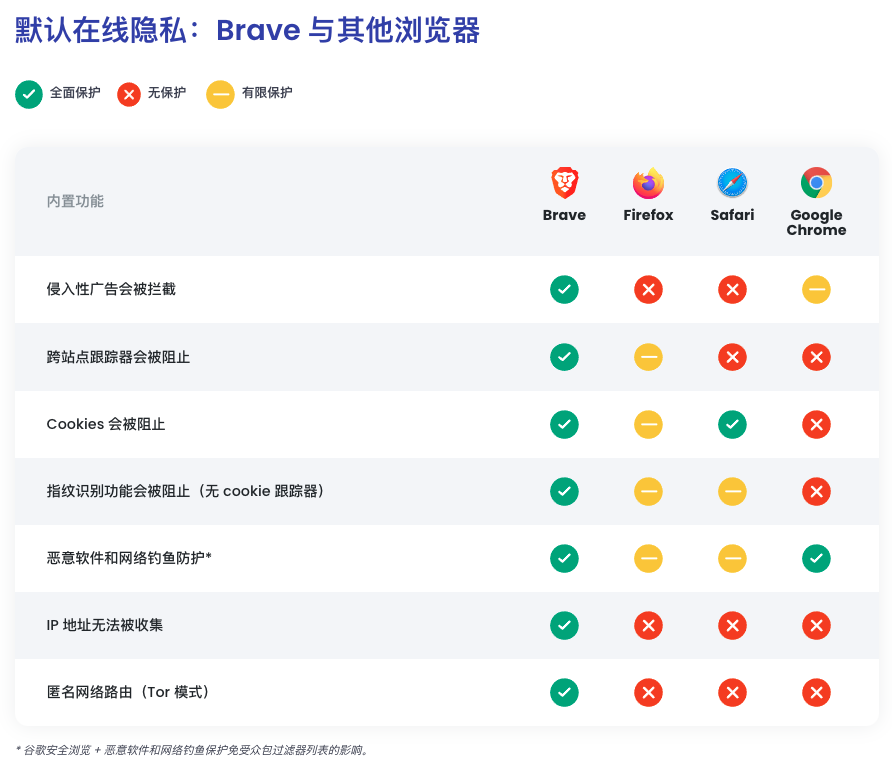 默认在线隐私：Brave 与其他浏览器
全面保护 无保护 有限保护
内置功能 Brave Firefox Safari Google Chrome
侵入性广告会被拦截
跨站点跟踪器会被阻止
Cookies 会被阻止
指纹识别功能会被阻止（无 cookie 跟踪器）
恶意软件和网络钓鱼防护*
IP 地址无法被收集
匿名网络路由（Tor 模式）
* 谷歌安全浏览 + 恶意软件和网络钓鱼保护免受众包过滤器列表的影响。